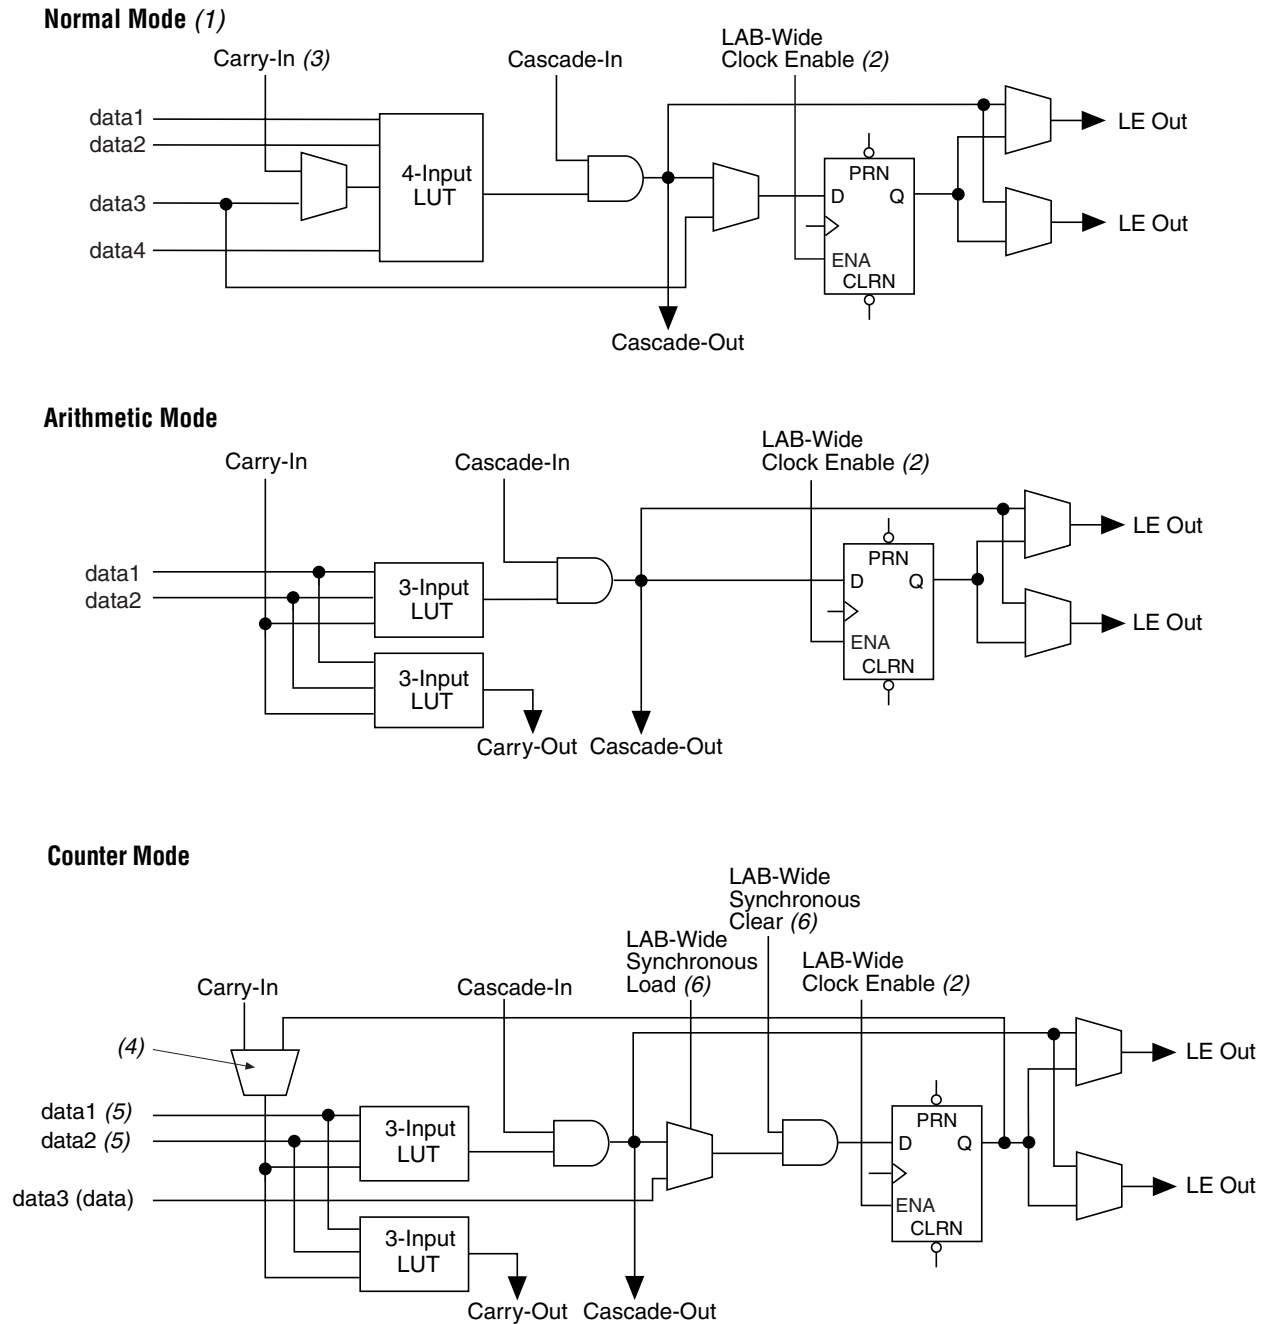 Normal Mode (1)
LAB-Wide
Clock Enable (2)
Carry-In (3)
Cascade-In
data1
data2
data3
data4
4-Input
LUT
PRN
D
Q
ENA
CLRN
LE Out
LE Out
Cascade-Out
Arithmetic Mode
LAB-Wide
Clock Enable (2)
Carry-In
Cascade-In
data1
data2
3-Input
LUT
3-Input
LUT
PRN
D
Q
ENA
CLRN
LE Out
LE Out
Carry-Out
Cascade-Out
Counter Mode
LAB-Wide
Synchronous
Clear (6)
LAB-Wide
Synchronous
Load (6)
LAB-Wide
Clock Enable (2)
Carry-In
Cascade-In
(4)
data1 (5)
data2 (5)
data3 (data)
3-Input
LUT
3-Input
LUT
PRN
D
Q
ENA
CLRN
LE Out
LE Out
Carry-Out
Cascade-Out